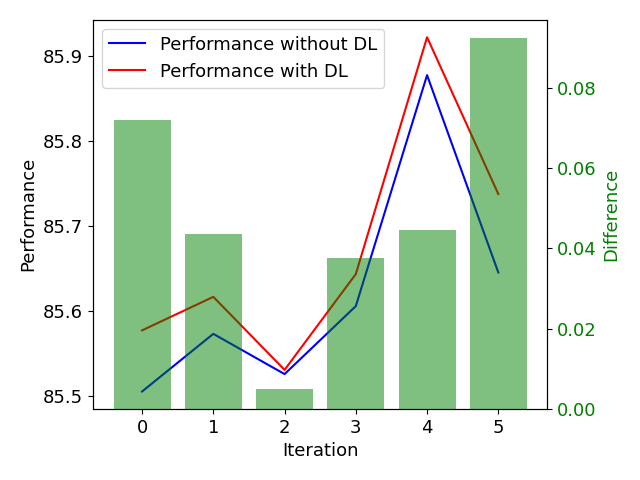 Performance without DL
Performance with DL
85.9
85.8
85.7
85.6
85.5
Performance
0.08
0.06
0.04
0.02
0.00
Difference
0 1 2 3 4 5
Iteration